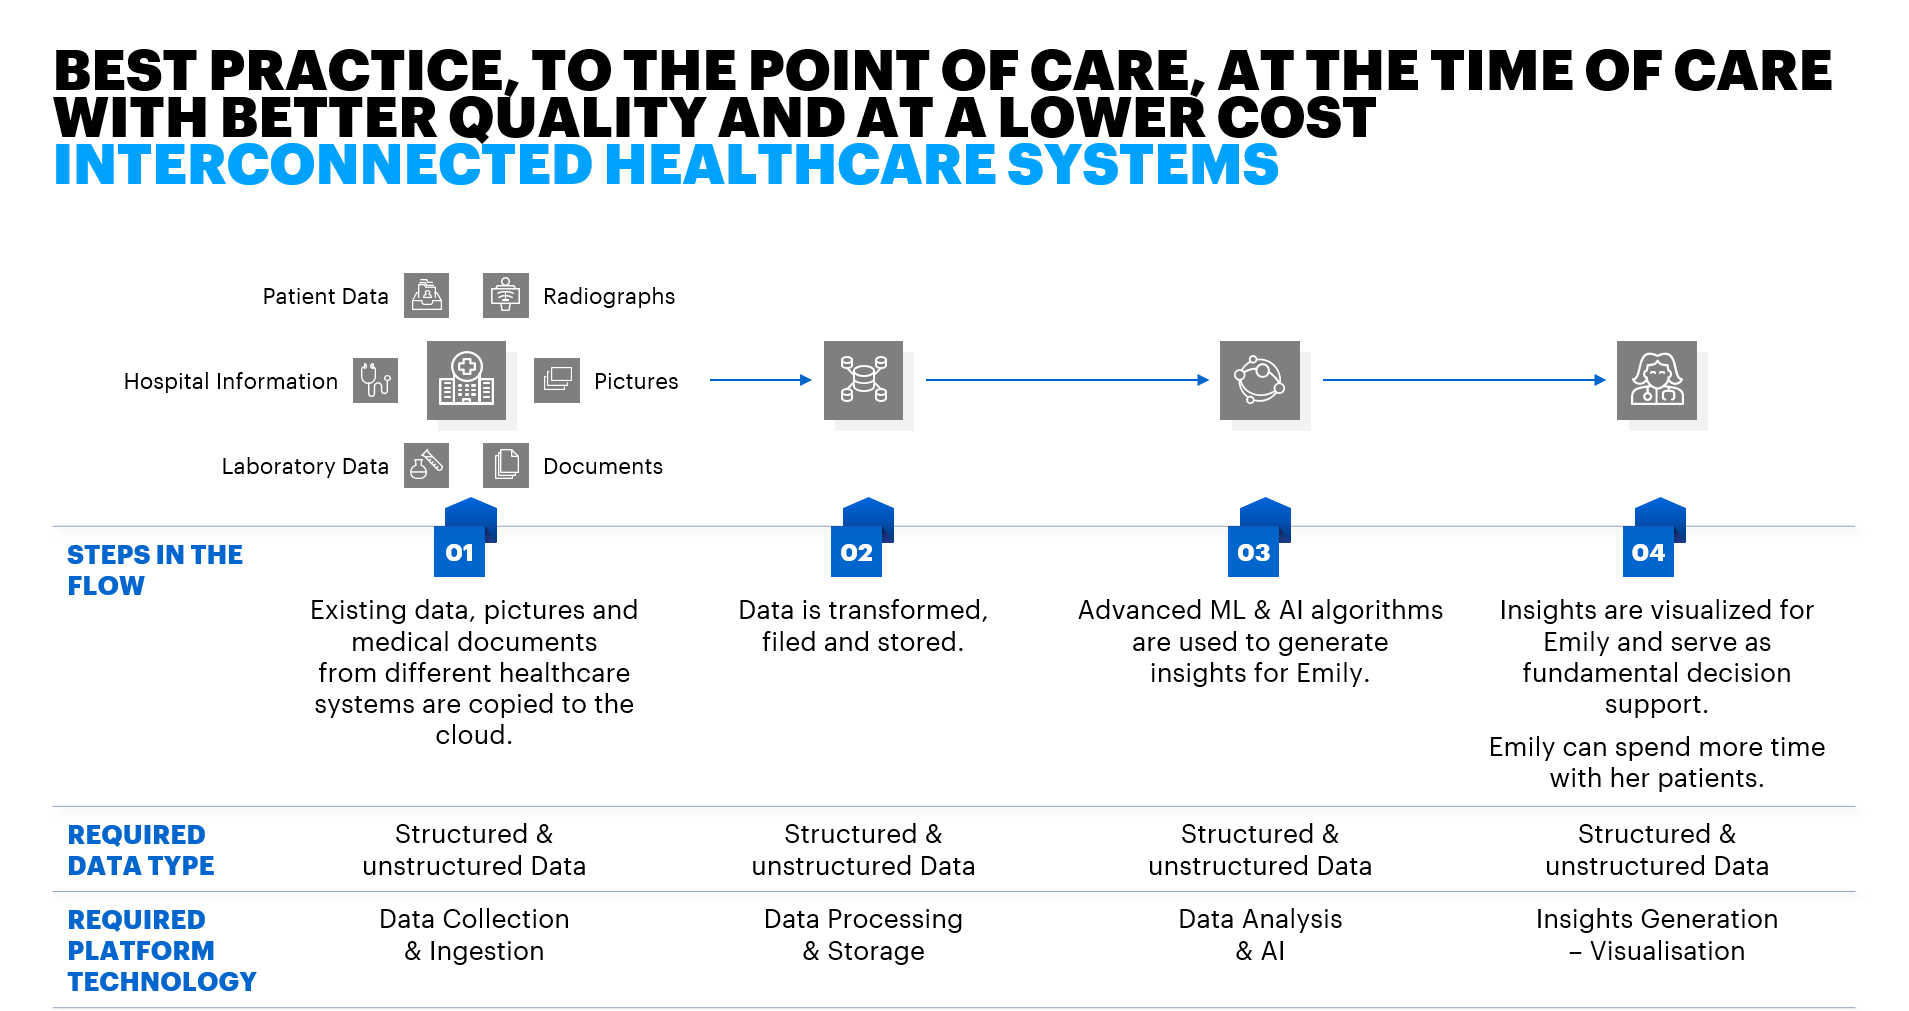 BEST PRACTICE, TO THE POINT OF CARE, AT THE TIME OF CARE
WITH BETTER QUALITY AND AT A LOWER COST
INTERCONNECTED HEALTHCARE SYSTEMS
Patient Data
Radiographs
Hospital Information
Pictures
Laboratory Data
Documents
STEPS IN THE
FLOW
01
Existing data, pictures and
medical documents
from different healthcare
systems are copied to the
cloud.
02
Data is transformed,
filed and stored.
03
Advanced ML & AI algorithms
are used to generate
insights for Emily.
04
Insights are visualized for
Emily and serve as
fundamental decision
support.
Emily can spend more time
with her patients.
REQUIRED
DATA TYPE
Structured &
unstructured Data
Structured &
unstructured Data
Structured &
unstructured Data
Structured &
unstructured Data
REQUIRED
PLATFORM
TECHNOLOGY
Data Collection
& Ingestion
Data Processing
& Storage
Data Analysis
& AI
Insights Generation
– Visualisation